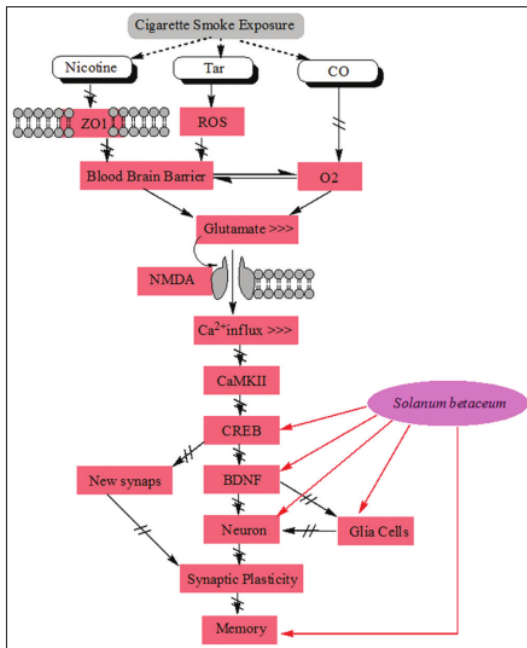 Cigarette Smoke Exposure
Nicotine
Tar
CO
ZO1
ROS
Blood Brain Barrier
O2
Glutamate >>>
NMDA
Ca²⁺influx >>>
CaMKII
Solanum betaceum
CREB
New synaps
BDNF
Neuron
Glia Cells
Synaptic Plasticity
Memory